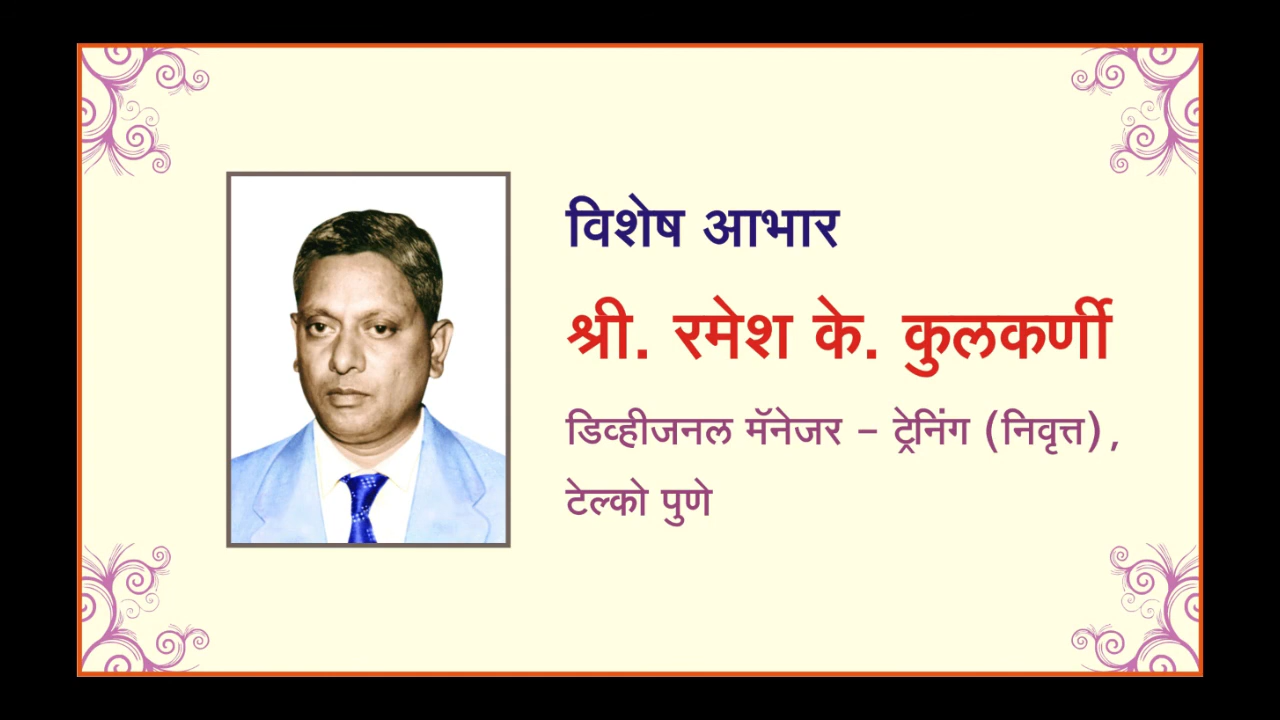 विशेष आभार
श्री. रमेश के. कुलकर्णी
डिव्हीजनल मॅनेजर – ट्रेनिंग (निवृत्त),
टेल्को पुणे